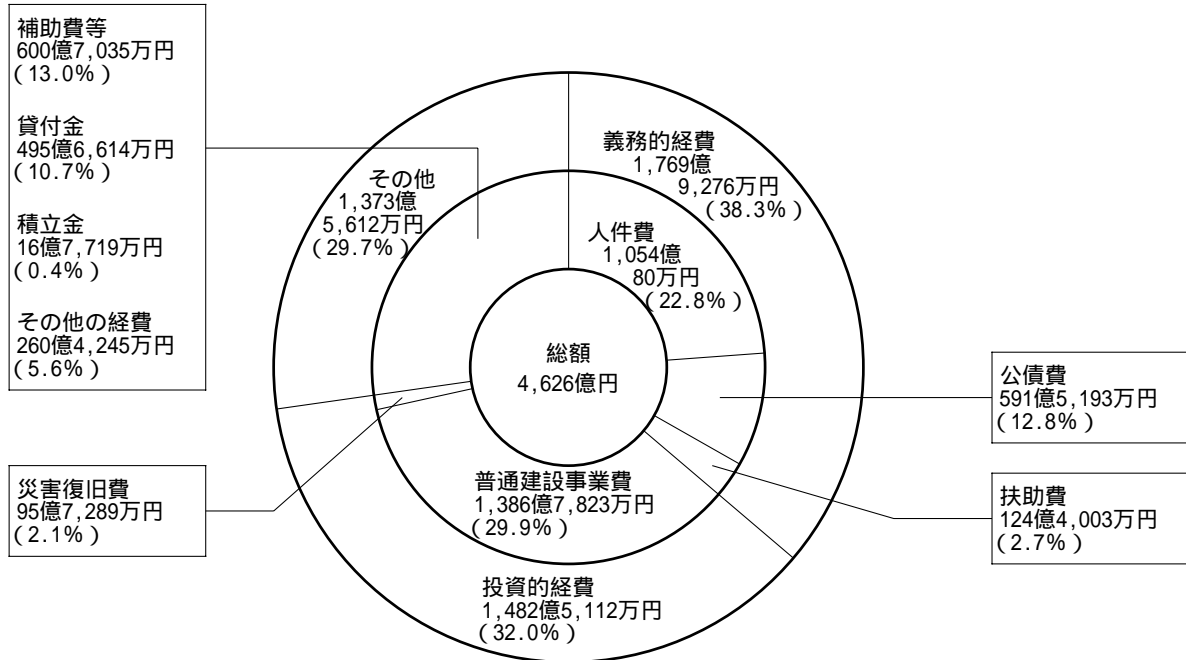 補助費等
600億7,035万円
(13.0%)
貸付金
495億6,614万円
(10.7%)
積立金
16億7,719万円
(0.4%)
その他の経費
260億4,245万円
(5.6%)
災害復旧費
95億7,289万円
(2.1%)
その他
1,373億
5,612万円
(29.7%)
義務的経費
1,769億
9,276万円
(38.3%)
人件費
1,054億
80万円
(22.8%)
総額
4,626億円
普通建設事業費
1,386億7,823万円
(29.9%)
投資的経費
1,482億5,112万円
(32.0%)
公債費
591億5,193万円
(12.8%)
扶助費
124億4,003万円
(2.7%)